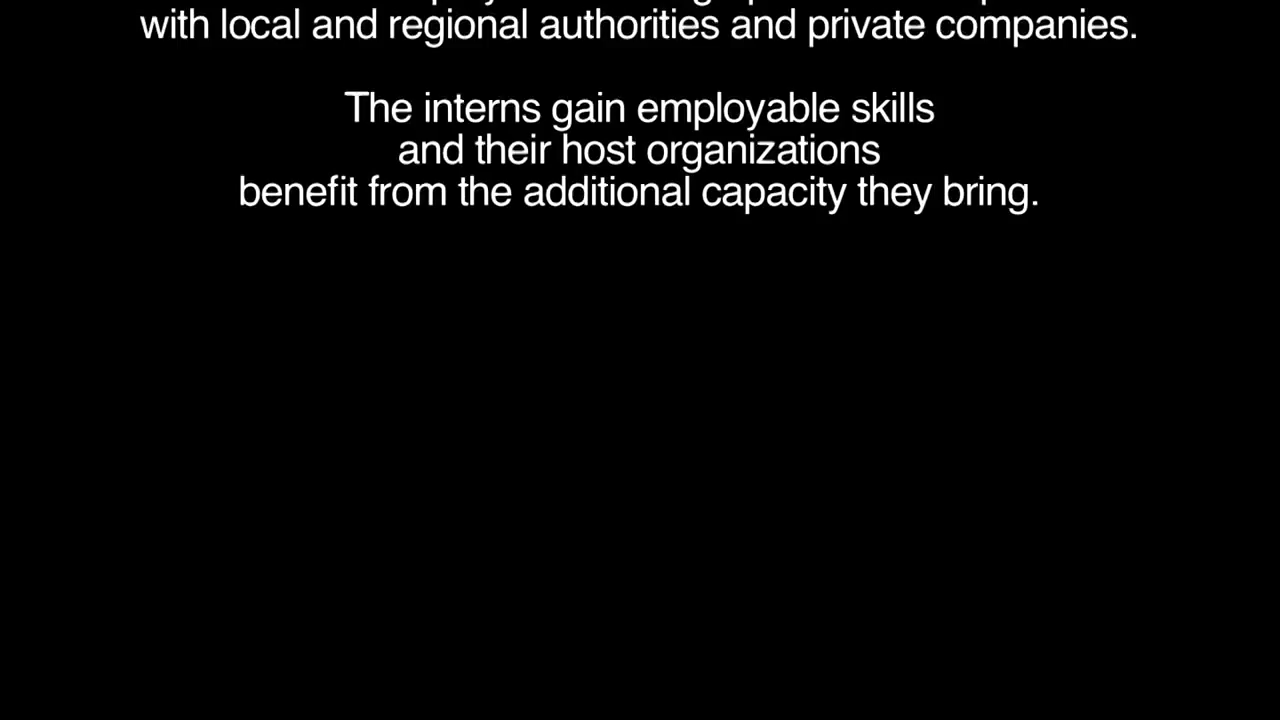 with local and regional authorities and private companies.
The interns gain employable skills
and their host organizations
benefit from the additional capacity they bring.